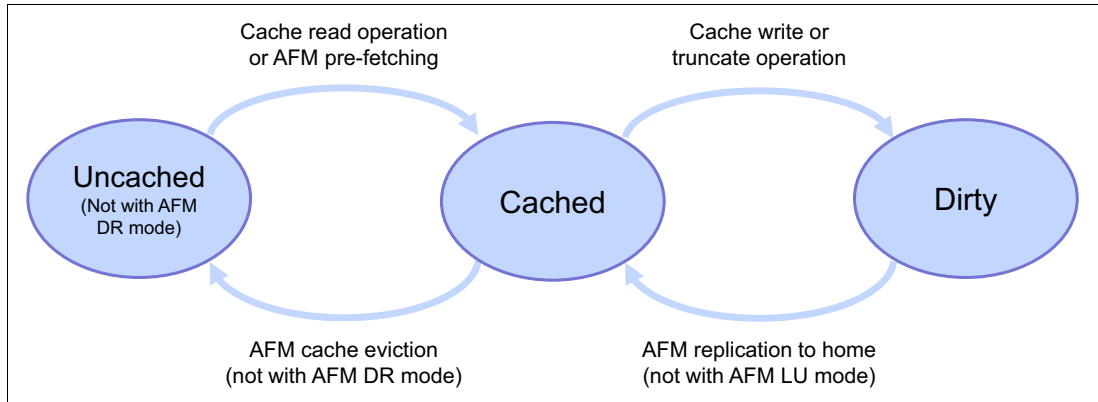 Cache read operation
or AFM pre-fetching
Cache write or
truncate operation
Uncached
(Not with AFM
DR mode)
Cached
Dirty
AFM cache eviction
(not with AFM DR mode)
AFM replication to home
(not with AFM LU mode)